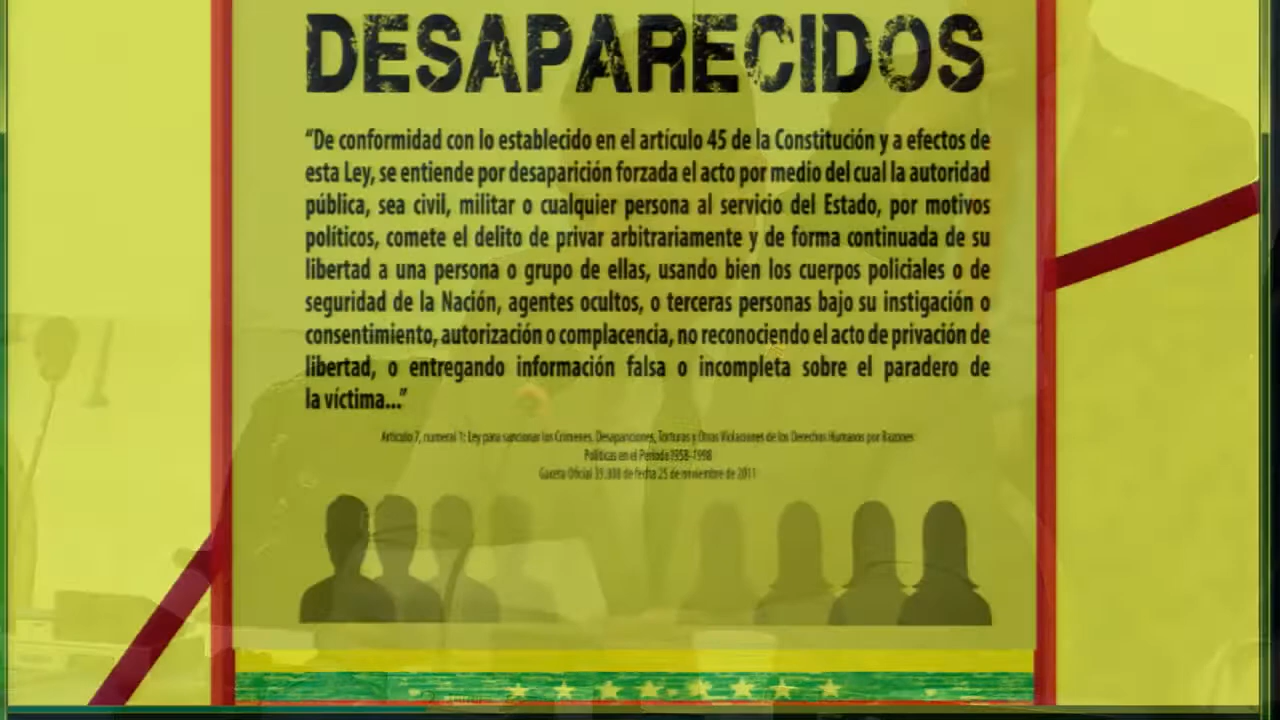 DESAPARECIDOS
“De conformidad con lo establecido en el artículo 45 de la Constitución y a efectos de
esta Ley, se entiende por desaparición forzada el acto por medio del cual la autoridad
pública, sea civil, militar o cualquier persona al servicio del Estado, por motivos
políticos, comete el delito de privar arbitrariamente y de forma continuada de su
libertad a una persona o grupo de ellas, usando bien los cuerpos policiales o de
seguridad de la Nación, agentes ocultos, o terceras personas bajo su instigación o
consentimiento, autorización o complacencia, no reconociendo el acto de privación de
libertad, o entregando información falsa o incompleta sobre el paradero de
la víctima...”
Artículo 7, numeral 1: Ley para sancionar los Crímenes, Desapariciones, Torturas y Otras Violaciones de los Derechos Humanos por Razones
Políticas en el Periodo 1958-1998
Gaceta Oficial 39.808 de fecha 25 de noviembre de 2011